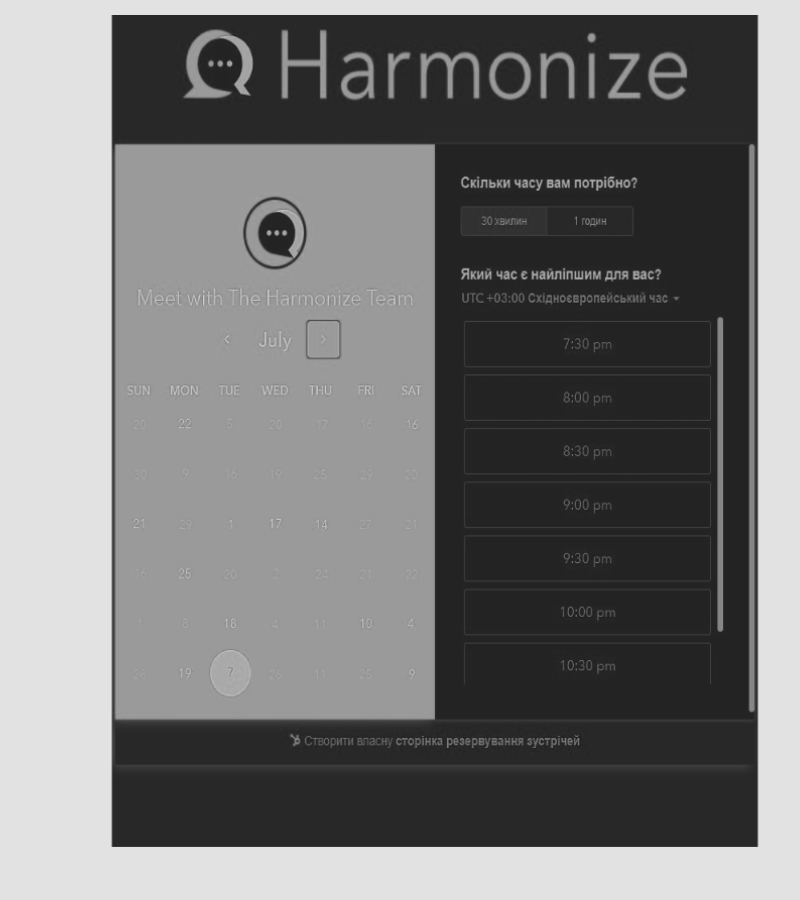 Harmonize
Meet with The Harmonize Team
July
SUN MON TUE WED THU FRI SAT
20 22 5 20 17 16 16
30 9 16 19 25 29 20
21 29 1 17 14 27 21
16 25 20 2 24 21 22
1 8 18 4 11 10 4
28 19 7 26 11 25 9
Скільки часу вам потрібно?
30 хвилин 1 годин
Який час є найліпшим для вас?
UTC +03:00 Східноєвропейський час
7:30 pm
8:00 pm
8:30 pm
9:00 pm
9:30 pm
10:00 pm
10:30 pm
Створити власну сторінка резервування зустрічей